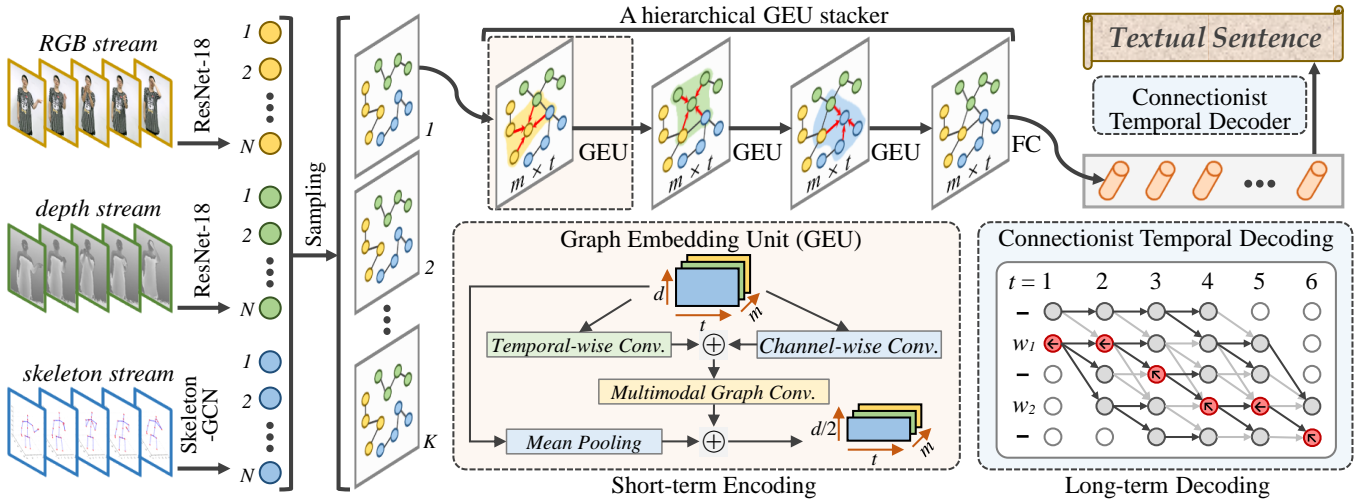 A hierarchical GEU stacker
RGB stream
ResNet-18
1
2
N
depth stream
ResNet-18
1
2
N
skeleton stream
Skeleton
-GCN
1
2
N
Sampling
1
2
K
m × t
GEU
m × t
GEU
m × t
GEU
m × t
FC
Textual Sentence
Connectionist
Temporal Decoder
Graph Embedding Unit (GEU)
d
t
m
Temporal-wise Conv.
Channel-wise Conv.
Multimodal Graph Conv.
Mean Pooling
d/2
t
m
Short-term Encoding
Connectionist Temporal Decoding
t = 1 2 3 4 5 6
–
w1
–
w2
–
Long-term Decoding